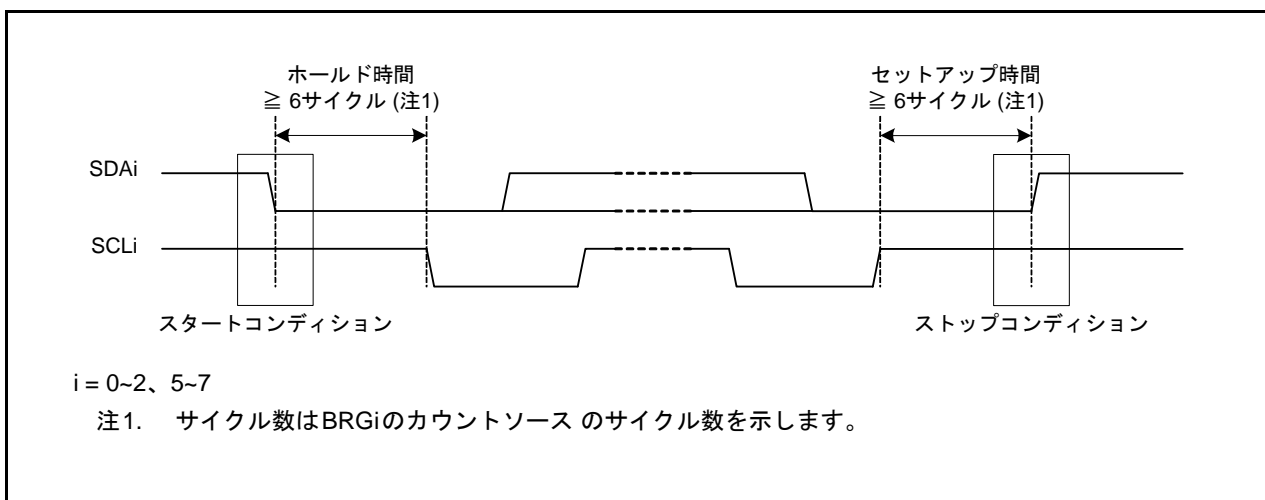 ホールド時間
≧ 6サイクル (注1)
セットアップ時間
≧ 6サイクル (注1)
SDAi
SCLi
スタートコンディション
ストップコンディション
i = 0~2、5~7
注1. サイクル数はBRGiのカウントソース のサイクル数を示します。